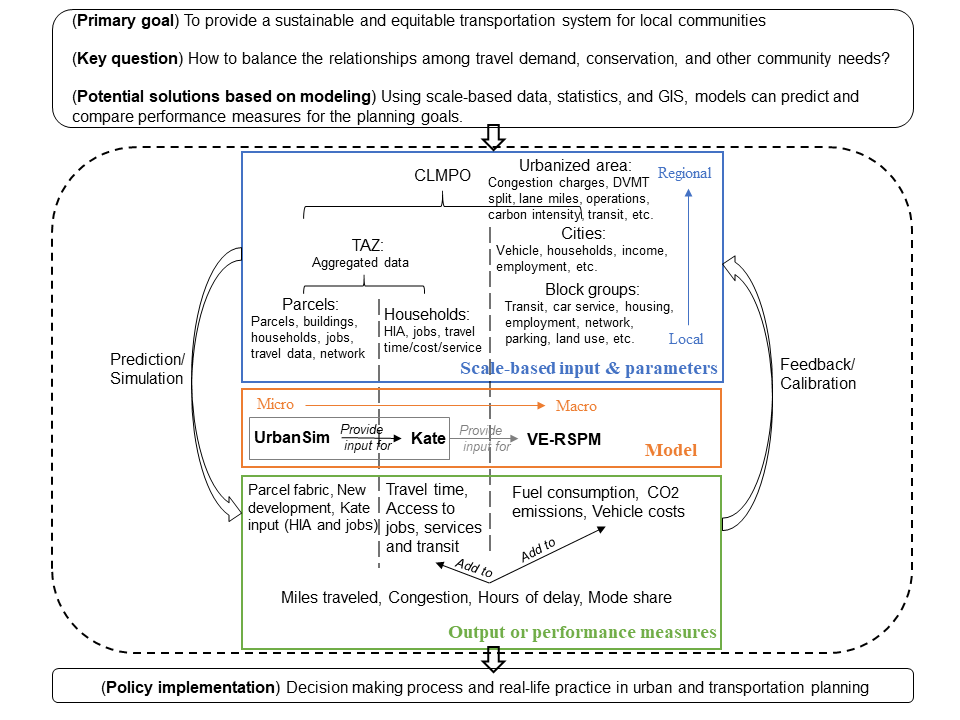 (Primary goal) To provide a sustainable and equitable transportation system for local communities
(Key question) How to balance the relationships among travel demand, conservation, and other community needs?
(Potential solutions based on modeling) Using scale-based data, statistics, and GIS, models can predict and
compare performance measures for the planning goals.
CLMPO
Urbanized area:
Congestion charges, DVMT
split, lane miles, operations,
carbon intensity, transit, etc.
Regional
TAZ:
Aggregated data
Cities:
Vehicle, households, income,
employment, etc.
Parcels:
Parcels, buildings,
households, jobs,
travel data, network
Households:
HIA, jobs, travel
time/cost/service
Block groups:
Transit, car service, housing,
employment, network,
parking, land use, etc.
Local
Scale-based input & parameters
Prediction/
Simulation
Feedback/
Calibration
Micro
Macro
UrbanSim
Provide
input for
Kate
Provide
input for
VE-RSPM
Model
Parcel fabric, New
development, Kate
input (HIA and jobs)
Travel time,
Access to
jobs, services
and transit
Fuel consumption, CO2
emissions, Vehicle costs
Add to
Add to
Miles traveled, Congestion, Hours of delay, Mode share
Output or performance measures
(Policy implementation) Decision making process and real-life practice in urban and transportation planning